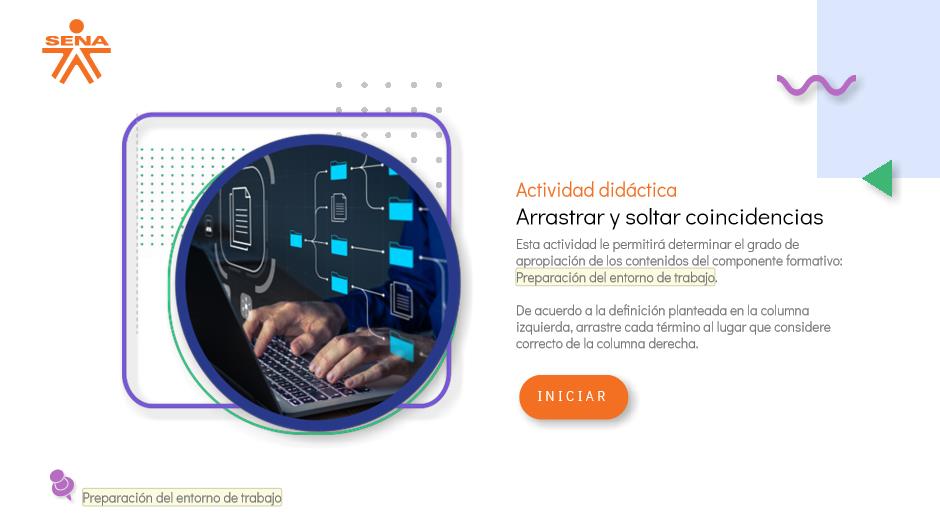 SENA
Actividad didáctica
Arrastrar y soltar coincidencias
Esta actividad le permitirá determinar el grado de
apropiación de los contenidos del componente formativo:
Preparación del entorno de trabajo.
De acuerdo a la definición planteada en la columna
izquierda, arrastre cada término al lugar que considere
correcto de la columna derecha.
INICIAR
Preparación del entorno de trabajo